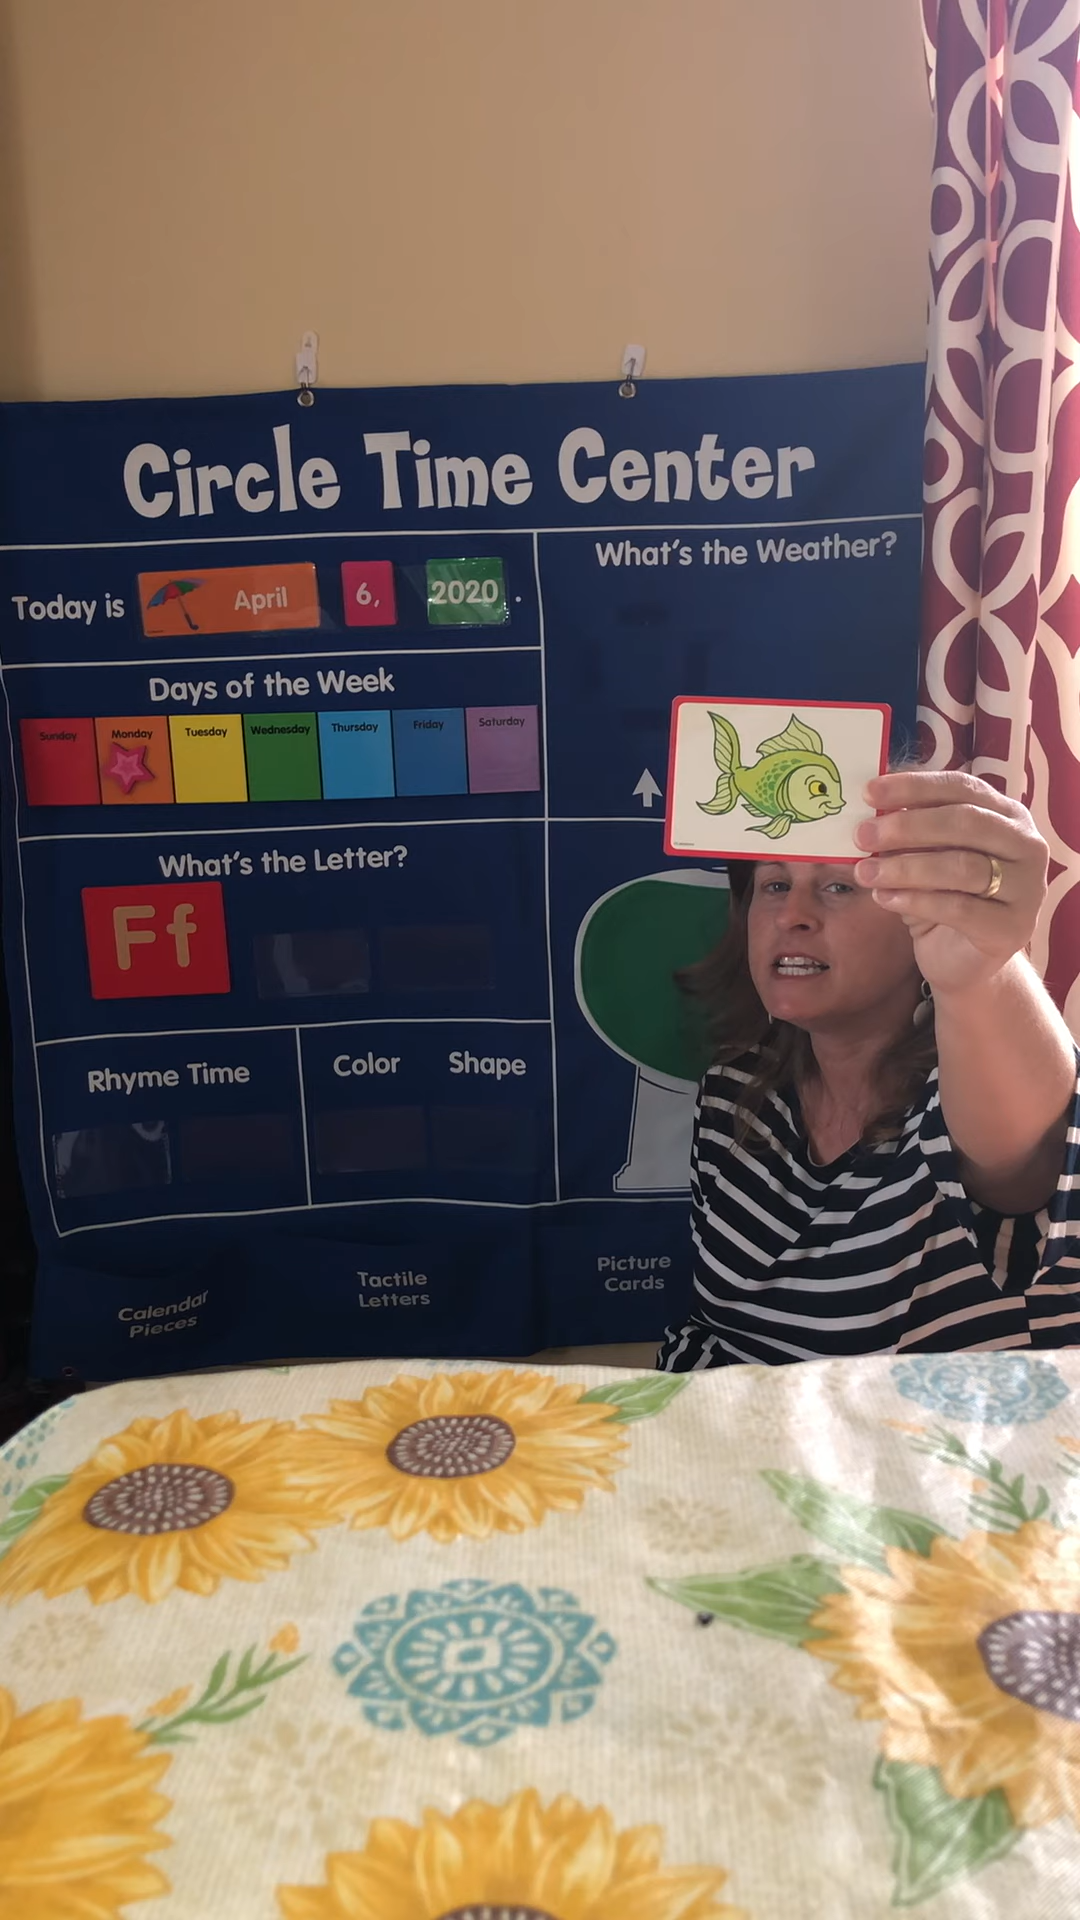 Circle Time Center
Today is April 6, 2020.
Days of the Week
Sunday Monday Tuesday Wednesday Thursday Friday Saturday
What's the Letter?
Ff
Rhyme Time
Color Shape
What's the Weather?
Calendar
Pieces
Tactile
Letters
Picture
Cards